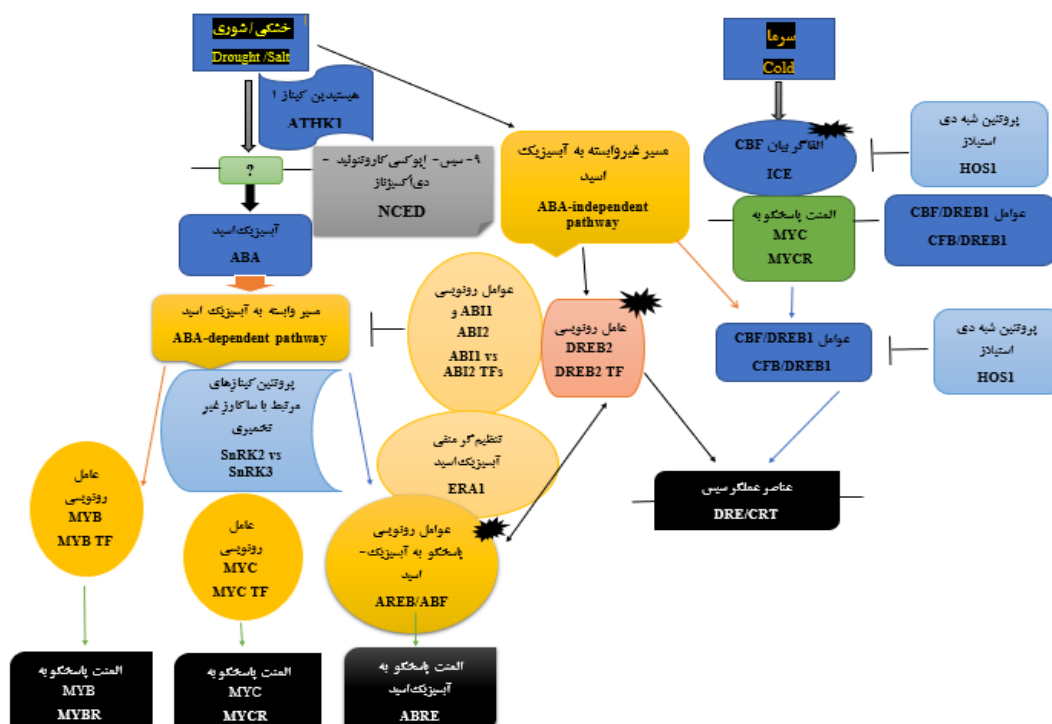 خشکی/شوری
Drought /Salt
سرما
Cold
هیستیدین کیناز ۱
ATHK1
?
۹- سیس- اپوکسی کاروتنوئید -
دی‌اکسیژناز
NCED
مسیر غیروابسته به آبسیزیک
اسید
ABA-independent
pathway
القاگر بیان CBF
ICE
پروتئین شبه دی
استیلاز
HOS1
المنت پاسخگو به
MYC
MYCR
عوامل CBF/DREB1
CFB/DREB1
آبسیزیک‌اسید
ABA
مسیر وابسته به آبسیزیک اسید
ABA-dependent pathway
عوامل رونویسی
ABI1 و
ABI2
ABI1 vs
ABI2 TFs
عامل رونویسی
DREB2
DREB2 TF
عوامل CBF/DREB1
CFB/DREB1
پروتئین شبه دی
استیلاز
HOS1
پروتئین کینازهای
مرتبط با ساکارز غیر
تخمیری
SnRK2 vs
SnRK3
تنظیم‌گر منفی
آبسیزیک‌اسید
ERA1
عامل
رونویسی
MYB
MYB TF
عامل
رونویسی
MYC
MYC TF
عوامل رونویسی
پاسخگو به آبسیزیک-
اسید
AREB/ABF
عناصر عملگر سیس
DRE/CRT
المنت پاسخگو به
MYB
MYBR
المنت پاسخگو به
MYC
MYCR
المنت پاسخگو به
آبسیزیک‌اسید
ABRE